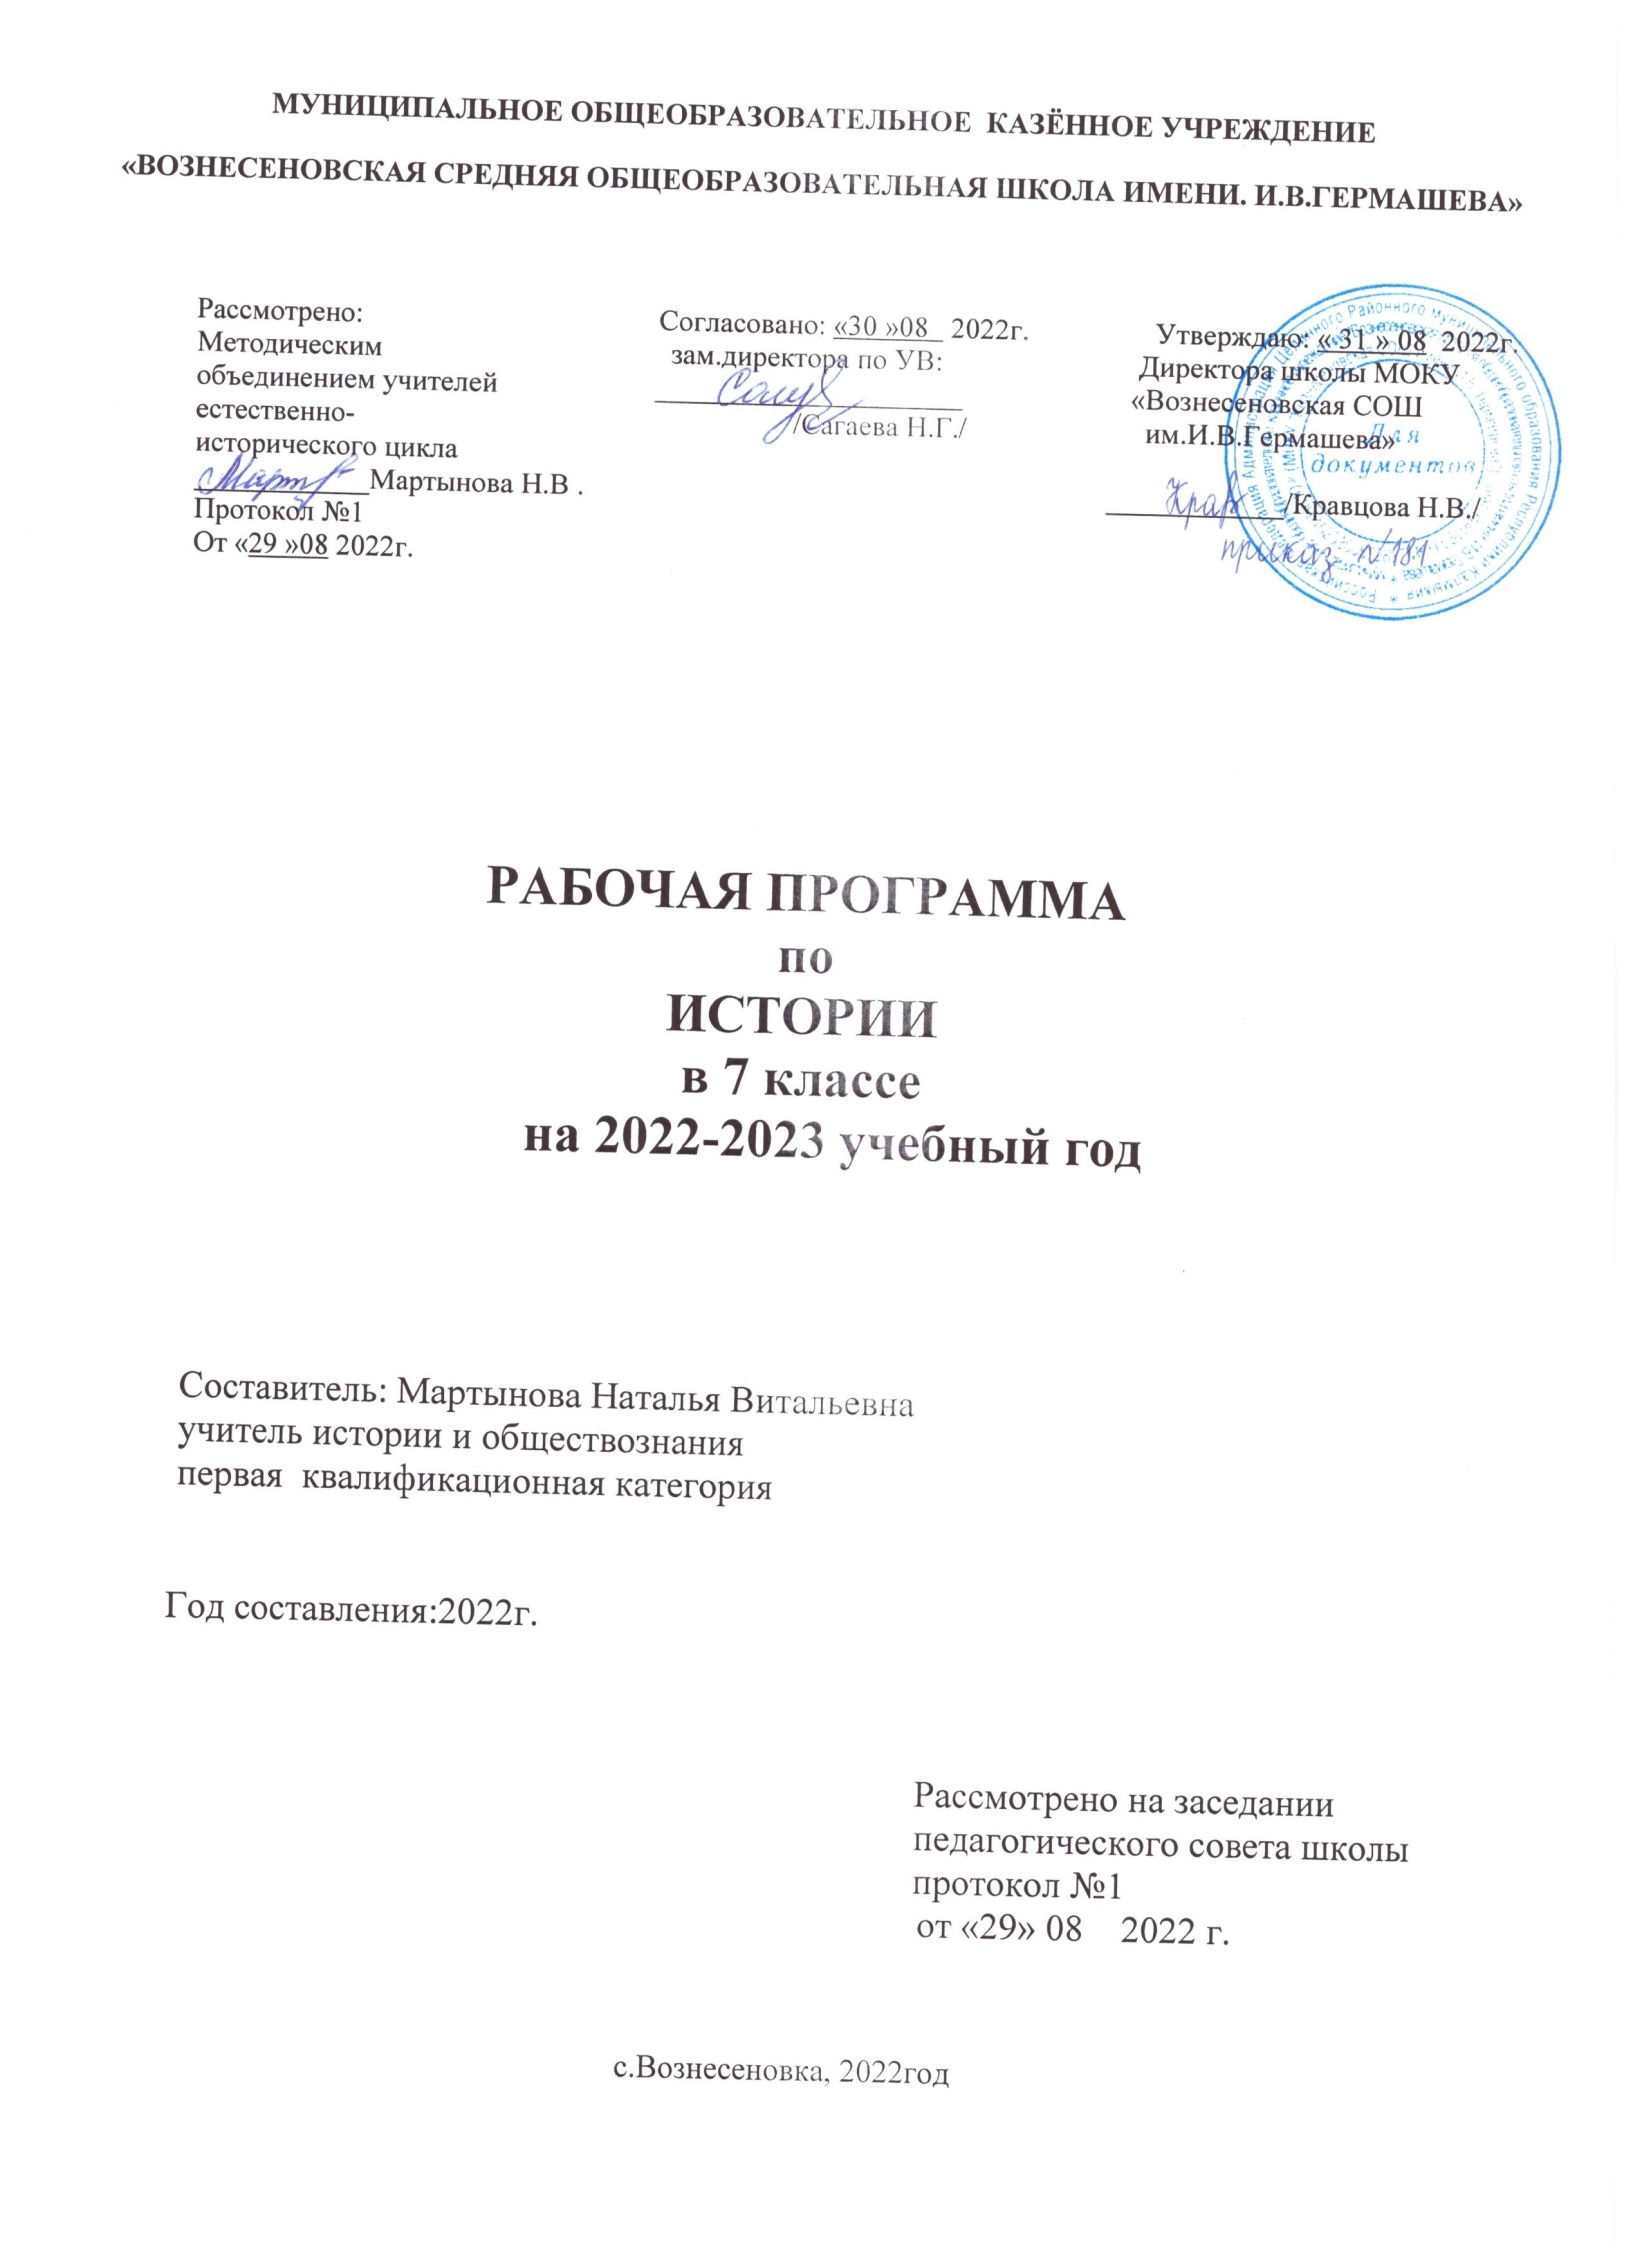 МУНИЦИПАЛЬНОЕ ОБЩЕОБРАЗОВАТЕЛЬНОЕ КАЗЁННОЕ УЧРЕЖДЕНИЕ
«ВОЗНЕСЕНОВСКАЯ СРЕДНЯЯ ОБЩЕОБРАЗОВАТЕЛЬНАЯ ШКОЛА ИМЕНИ. И.В.ГЕРМАШЕВА»
Рассмотрено:
Методическим
объединением учителей
естественно-
исторического цикла
Мартынова Н.В .
Протокол №1
От «29 »08 2022г.
Согласовано: «30 »08 2022г.
зам.директора по УВ:
/Сагаева Н.Г./
Утверждаю: « 31 » 08 2022г.
Директора школы МОКУ
«Вознесеновская СОШ
им.И.В.Гермашева»
/Кравцова Н.В./
приказ №181
Для
документов
РАБОЧАЯ ПРОГРАММА
по
ИСТОРИИ
в 7 классе
на 2022-2023 учебный год
Составитель: Мартынова Наталья Витальевна
учитель истории и обществознания
первая квалификационная категория
Год составления:2022г.
Рассмотрено на заседании
педагогического совета школы
протокол №1
от «29» 08 2022 г.
с.Вознесеновка, 2022год